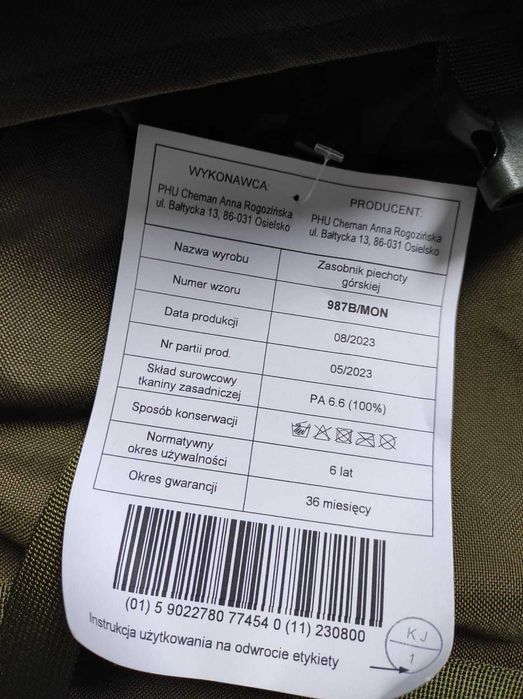 WYKONAWCA:
PHU Cheman Anna Rogozińska
ul. Bałtycka 13, 86-031 Osielsko
PRODUCENT:
PHU Cheman Anna Rogozińska
ul. Bałtycka 13, 86-031 Osielsko
Nazwa wyrobu
Zasobnik piechoty
górskiej
Numer wzoru
987B/MON
Data produkcji
08/2023
Nr partii prod.
05/2023
Skład surowcowy
tkaniny zasadniczej
PA 6.6 (100%)
Sposób konserwacji
Normatywny
okres używalności
6 lat
Okres gwarancji
36 miesięcy
(01) 5 9022780 77454 0 (11) 230800
Instrukcja użytkowania na odwrocie etykiety
KJ
1